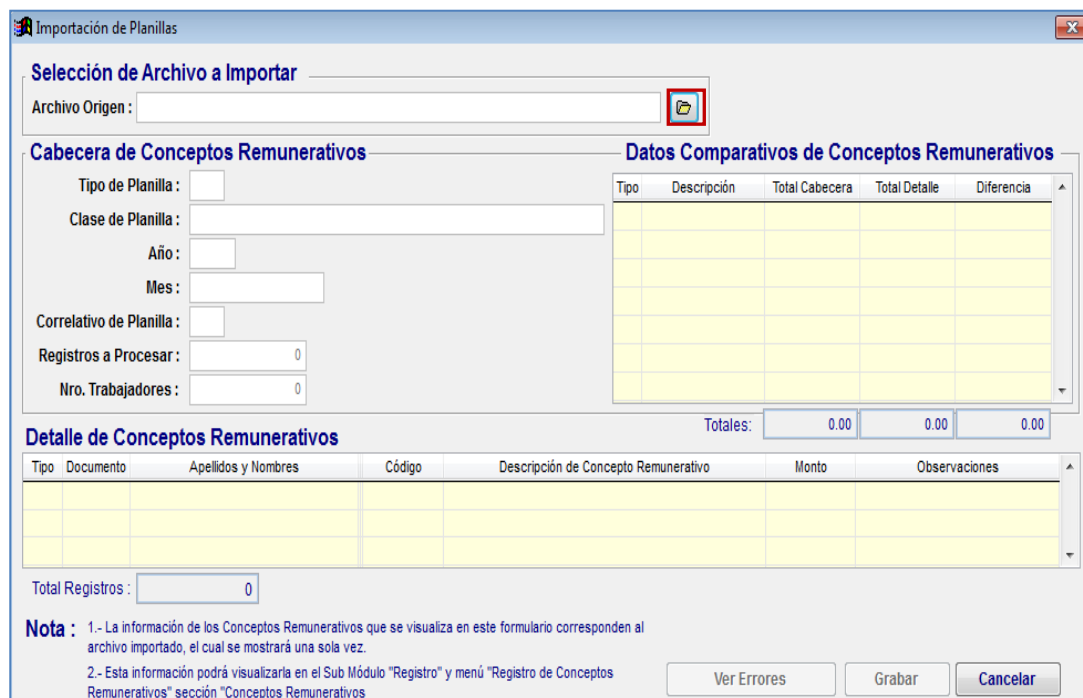 Importación de Planillas
Selección de Archivo a Importar
Archivo Origen :
Cabecera de Conceptos Remunerativos
Tipo de Planilla :
Clase de Planilla :
Año :
Mes :
Correlativo de Planilla :
Registros a Procesar : 0
Nro. Trabajadores : 0
Datos Comparativos de Conceptos Remunerativos
Tipo Descripción Total Cabecera Total Detalle Diferencia
Totales: 0.00 0.00 0.00
Detalle de Conceptos Remunerativos
Tipo Documento Apellidos y Nombres Código Descripción de Concepto Remunerativo Monto Observaciones
Total Registros : 0
Nota : 1.- La información de los Conceptos Remunerativos que se visualiza en este formulario corresponden al
archivo importado, el cual se mostrará una sola vez.
2.- Esta información podrá visualizarla en el Sub Módulo "Registro" y menú "Registro de Conceptos
Remunerativos" sección "Conceptos Remunerativos
Ver Errores Grabar Cancelar